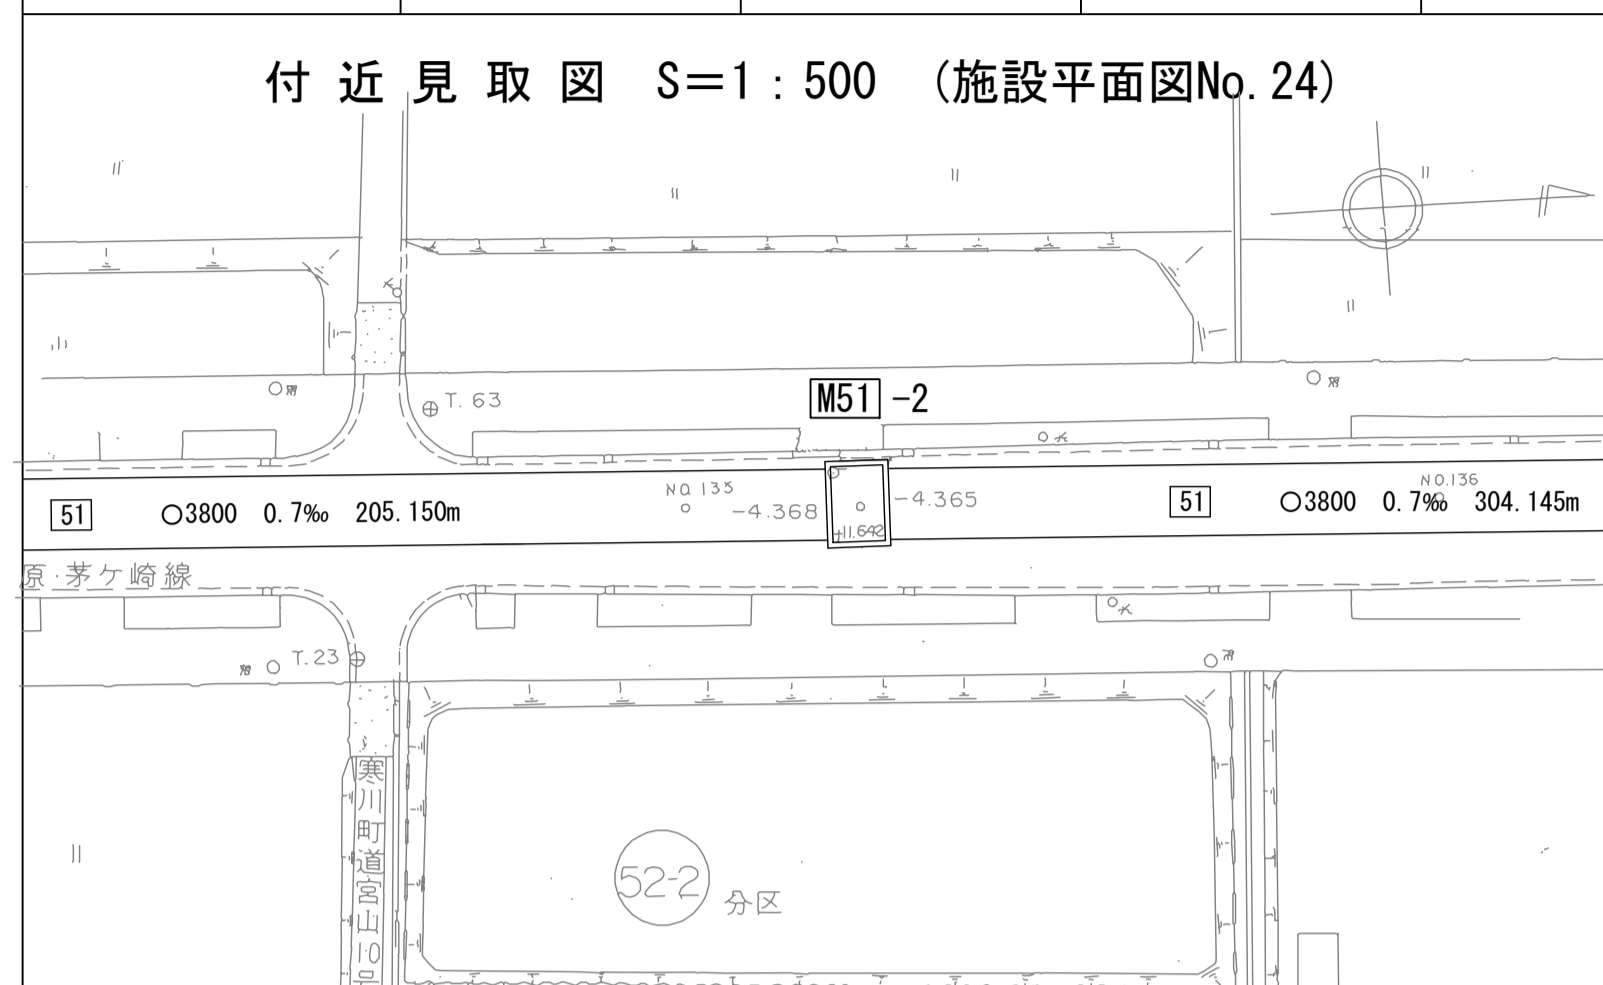 付近見取図 S=1:500 (施設平面図No.24)
T.63
M51 -2
51 ○3800 0.7‰ 205.150m
NO.135
-4.368
-4.365
+11.642
51 ○3800 0.7‰ 304.145m
NO.136
原・茅ケ崎線
T.23
寒川町道宮山10号
52-2 分区